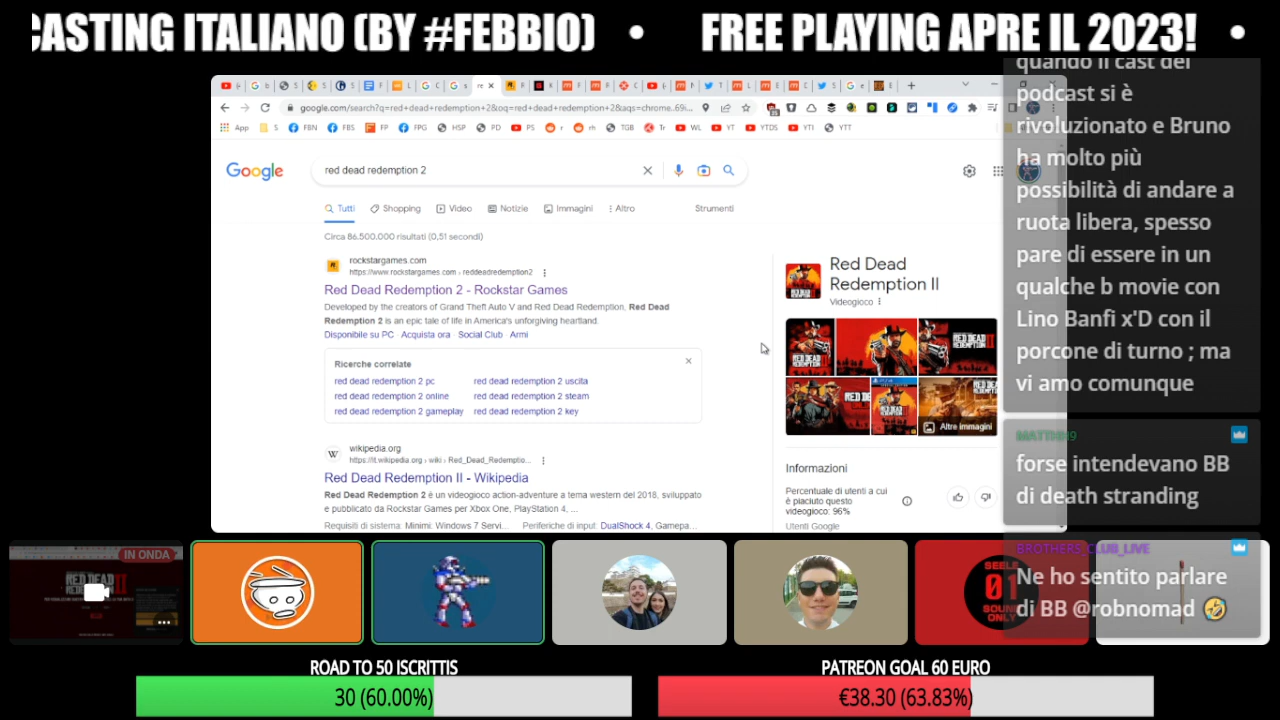 CASTING ITALIANO (BY #FEBBIO) • FREE PLAYING APRE IL 2023! •
google.com/search?q=red+dead+redemption+2&oq=red+dead+redemption+2&aqs=chrome..69i...
App S FBN FBS FP FPG HSP PD PS r rh TGB Tr WL YT YTDS YTI YTT
Google
red dead redemption 2
Tutti Shopping Video Notizie Immagini Altro Strumenti
Circa 86.500.000 risultati (0,51 secondi)
rockstargames.com
https://www.rockstargames.com › reddeadredemption2
Red Dead Redemption 2 - Rockstar Games
Developed by the creators of Grand Theft Auto V and Red Dead Redemption, Red Dead
Redemption 2 is an epic tale of life in America's unforgiving heartland.
Disponibile su PC · Acquista ora · Social Club · Armi
Ricerche correlate
red dead redemption 2 pc red dead redemption 2 uscita
red dead redemption 2 online red dead redemption 2 steam
red dead redemption 2 gameplay red dead redemption 2 key
wikipedia.org
https://it.wikipedia.org › wiki › Red_Dead_Redemptio...
Red Dead Redemption II - Wikipedia
Red Dead Redemption 2 è un videogioco action-adventure a tema western del 2018, sviluppato
e pubblicato da Rockstar Games per Xbox One, PlayStation 4, ...
Requisiti di sistema: Minimi: Windows 7 Servi... Periferiche di input: DualShock 4, Gamepa...
Red Dead
Redemption II
Videogioco
Altre immagini
Informazioni
Percentuale di utenti a cui
è piaciuto questo
videogioco: 96%
Utenti Google
quando il cast del
podcast si è
rivoluzionato e Bruno
ha molto più
possibilità di andare a
ruota libera, spesso
pare di essere in un
qualche b movie con
Lino Banfi x'D con il
porcone di turno ; ma
vi amo comunque
MATTHI9
forse intendevano BB
di death stranding
BROTHERS_CLUB_LIVE
Ne ho sentito parlare
di BB @robnomad 🤣
IN ONDA
SEELE
01
SOUND
ONLY
ROAD TO 50 ISCRITTIS
30 (60.00%)
PATREON GOAL 60 EURO
€38.30 (63.83%)